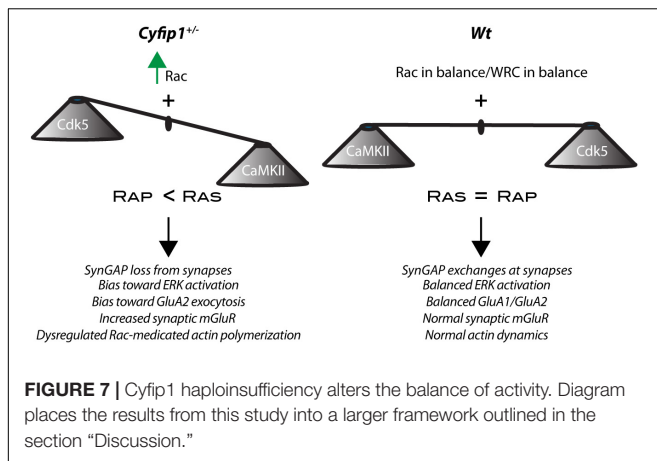 Cyfip1+/-
Rac
+
Cdk5
CaMKII
RAP < RAS
SynGAP loss from synapses
Bias toward ERK activation
Bias toward GluA2 exocytosis
Increased synaptic mGluR
Dysregulated Rac-medicated actin polymerization
Wt
Rac in balance/WRC in balance
+
CaMKII
Cdk5
RAS = RAP
SynGAP exchanges at synapses
Balanced ERK activation
Balanced GluA1/GluA2
Normal synaptic mGluR
Normal actin dynamics
FIGURE 7 | Cyfip1 haploinsufficiency alters the balance of activity. Diagram
places the results from this study into a larger framework outlined in the
section “Discussion.”